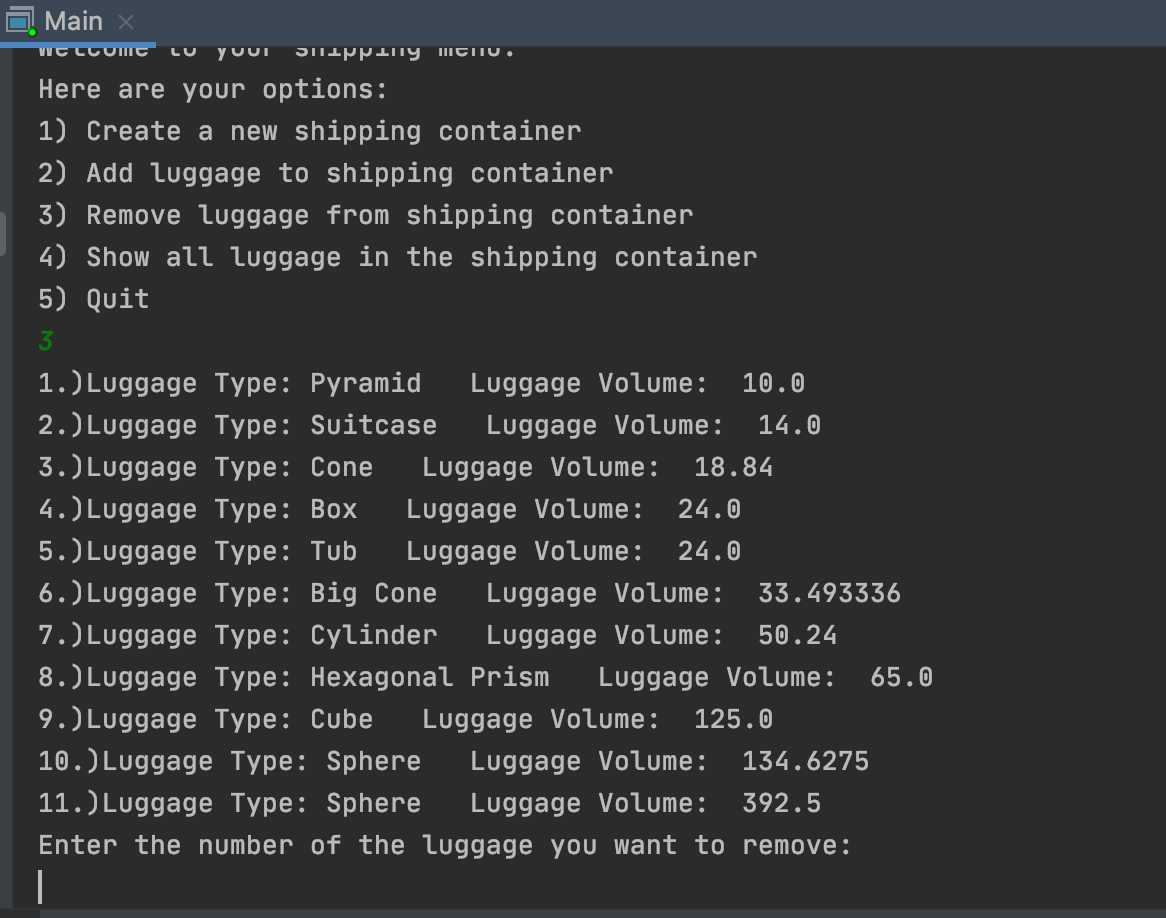 Main
Welcome to your shipping menu.
Here are your options:
1) Create a new shipping container
2) Add luggage to shipping container
3) Remove luggage from shipping container
4) Show all luggage in the shipping container
5) Quit
3
1.)Luggage Type: Pyramid   Luggage Volume:  10.0
2.)Luggage Type: Suitcase   Luggage Volume:  14.0
3.)Luggage Type: Cone   Luggage Volume:  18.84
4.)Luggage Type: Box   Luggage Volume:  24.0
5.)Luggage Type: Tub   Luggage Volume:  24.0
6.)Luggage Type: Big Cone   Luggage Volume:  33.493336
7.)Luggage Type: Cylinder   Luggage Volume:  50.24
8.)Luggage Type: Hexagonal Prism   Luggage Volume:  65.0
9.)Luggage Type: Cube   Luggage Volume:  125.0
10.)Luggage Type: Sphere   Luggage Volume:  134.6275
11.)Luggage Type: Sphere   Luggage Volume:  392.5
Enter the number of the luggage you want to remove: